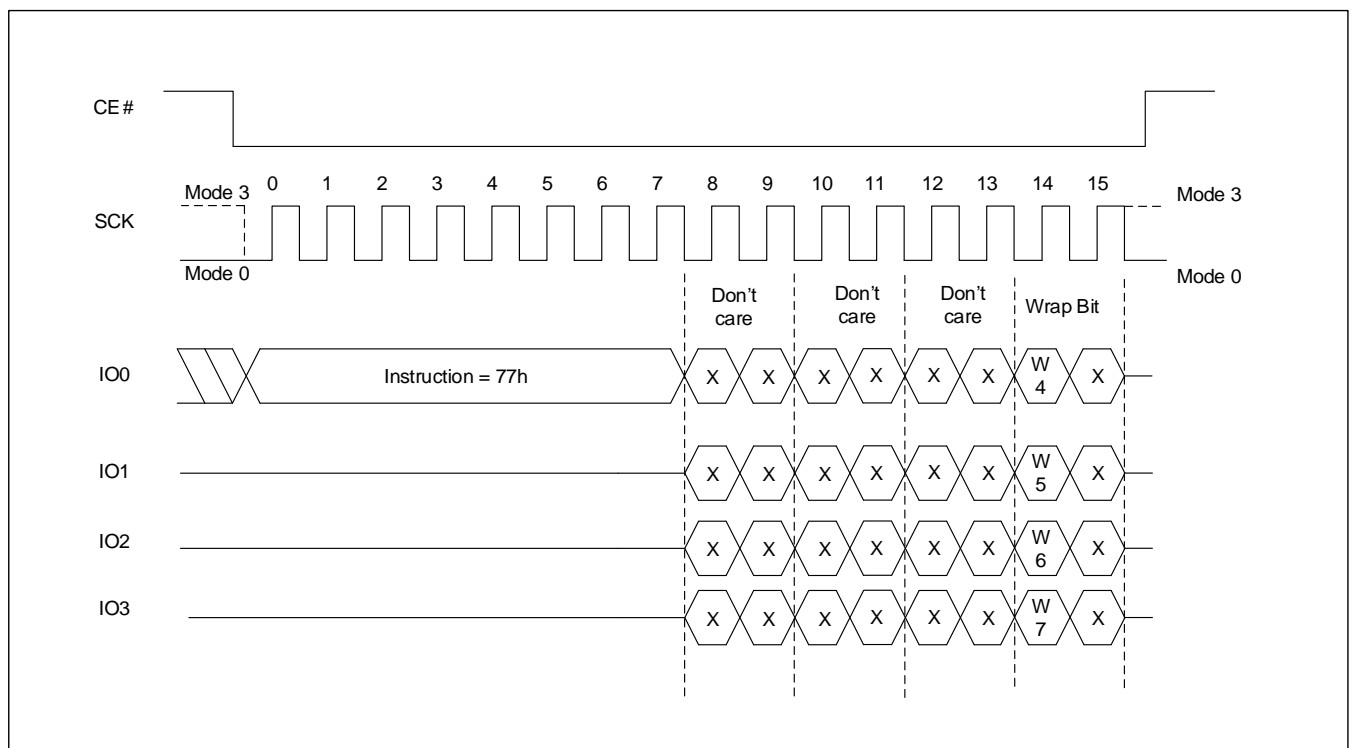 CE #
Mode 3
0 1 2 3 4 5 6 7 8 9 10 11 12 13 14 15
Mode 3
SCK
Mode 0
Mode 0
Don't
care
Don't
care
Don't
care
Wrap Bit
IO0
Instruction = 77h
X X X X X X W
4 X
IO1
X X X X X X W
5 X
IO2
X X X X X X W
6 X
IO3
X X X X X X W
7 X